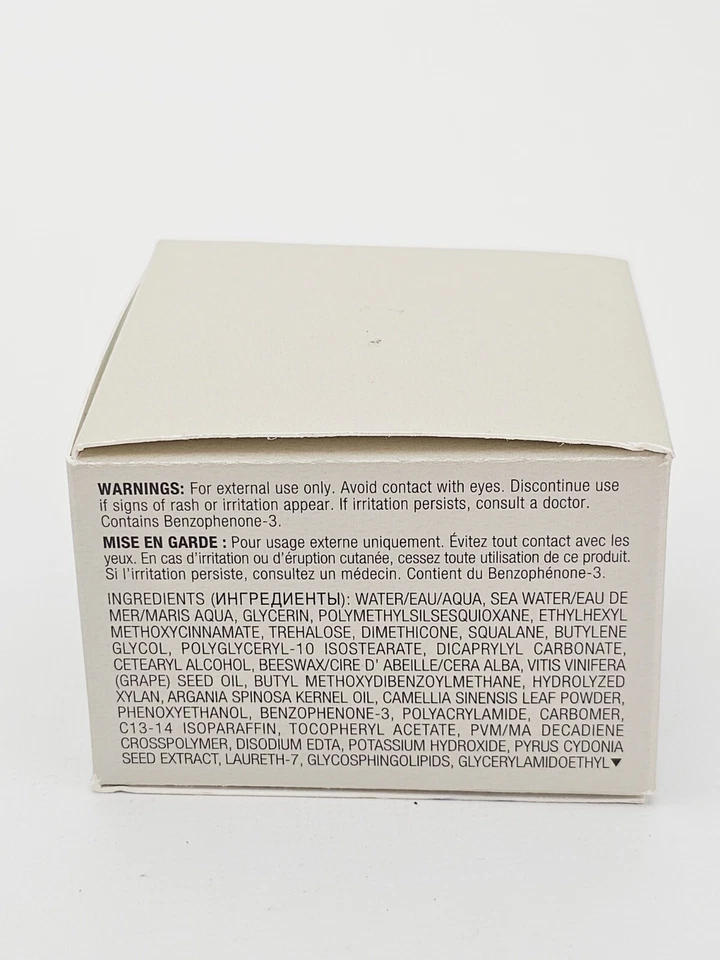 WARNINGS: For external use only. Avoid contact with eyes. Discontinue use
if signs of rash or irritation appear. If irritation persists, consult a doctor.
Contains Benzophenone-3.
MISE EN GARDE : Pour usage externe uniquement. Évitez tout contact avec les
yeux. En cas d'irritation ou d'éruption cutanée, cessez toute utilisation de ce produit.
Si l'irritation persiste, consultez un médecin. Contient du Benzophénone-3.
INGREDIENTS (ИНГРЕДИЕНТЫ): WATER/EAU/AQUA, SEA WATER/EAU DE
MER/MARIS AQUA, GLYCERIN, POLYMETHYLSILSESQUIOXANE, ETHYLHEXYL
METHOXYCINNAMATE, TREHALOSE, DIMETHICONE, SQUALANE, BUTYLENE
GLYCOL, POLYGLYCERYL-10 ISOSTEARATE, DICAPRYLYL CARBONATE,
CETEARYL ALCOHOL, BEESWAX/CIRE D' ABEILLE/CERA ALBA, VITIS VINIFERA
(GRAPE) SEED OIL, BUTYL METHOXYDIBENZOYLMETHANE, HYDROLYZED
XYLAN, ARGANIA SPINOSA KERNEL OIL, CAMELLIA SINENSIS LEAF POWDER,
PHENOXYETHANOL, BENZOPHENONE-3, POLYACRYLAMIDE, CARBOMER,
C13-14 ISOPARAFFIN, TOCOPHERYL ACETATE, PVM/MA DECADIENE
CROSSPOLYMER, DISODIUM EDTA, POTASSIUM HYDROXIDE, PYRUS CYDONIA
SEED EXTRACT, LAURETH-7, GLYCOSPHINGOLIPIDS, GLYCERYLAMIDOETHYL▼